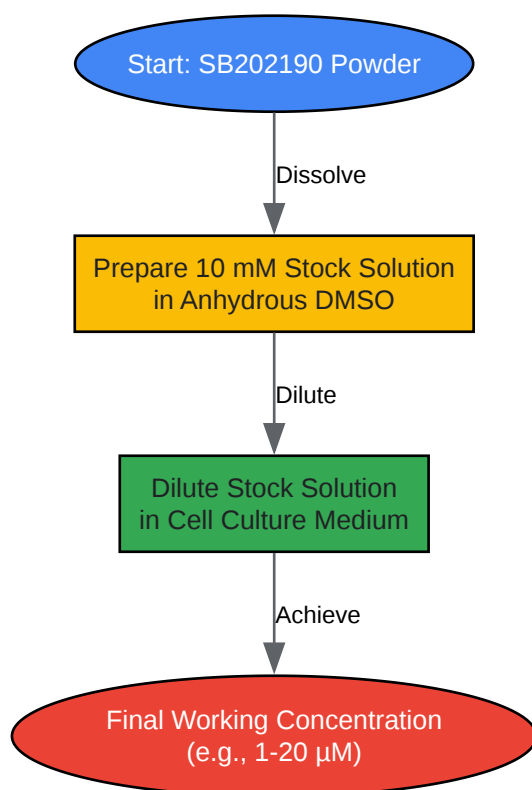 Start: SB202190 Powder
Dissolve
Prepare 10 mM Stock Solution
in Anhydrous DMSO
Dilute
Dilute Stock Solution
in Cell Culture Medium
Achieve
Final Working Concentration
(e.g., 1-20 µM)